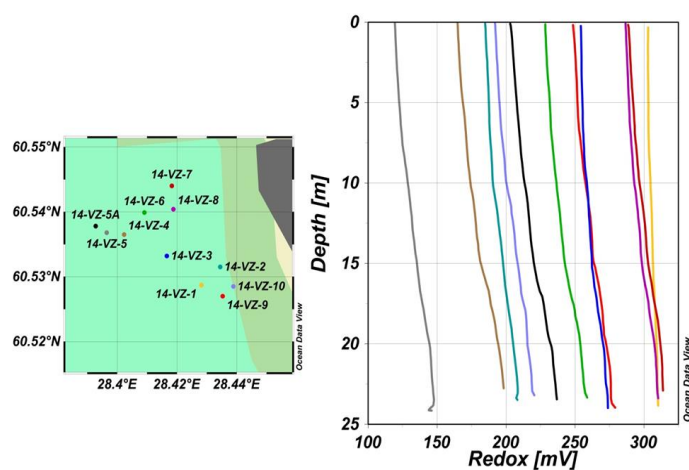 60.55°N
60.54°N
60.53°N
60.52°N
28.4°E
28.42°E
28.44°E
14-VZ-7
14-VZ-6
14-VZ-8
14-VZ-5A
14-VZ-4
14-VZ-5
14-VZ-3
14-VZ-2
14-VZ-1
14-VZ-10
14-VZ-9
Ocean Data View
0
5
10
15
20
25
Depth [m]
100
150
200
250
300
Redox [mV]
Ocean Data View